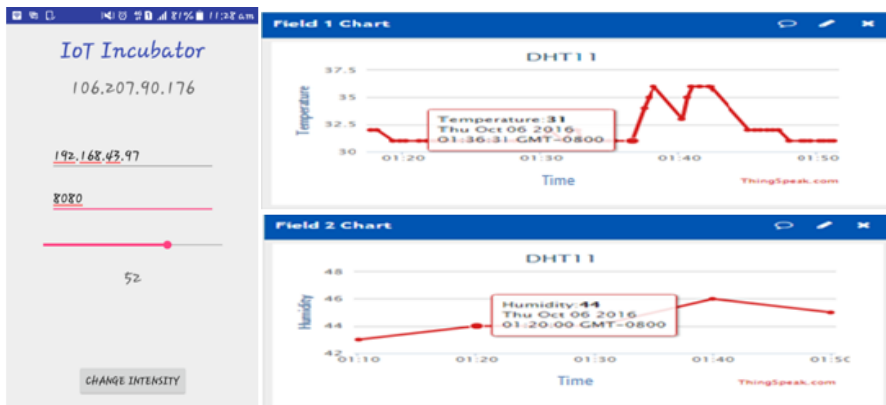 81% 11:28 am
IoT Incubator
106.207.90.176
192.168.43.97
8080
52
CHANGE INTENSITY
Field 1 Chart
DHT11
Temperature
37.5
35
32.5
30
Temperature:31
Thu Oct 06 2016
01:36:31 GMT-0800
01:20
01:30
01:40
01:50
Time
ThingSpeak.com
Field 2 Chart
DHT11
Humidity
48
46
44
42
Humidity:44
Thu Oct 06 2016
01:20:00 GMT-0800
01:10
01:20
01:30
01:40
Time
ThingSpeak.com